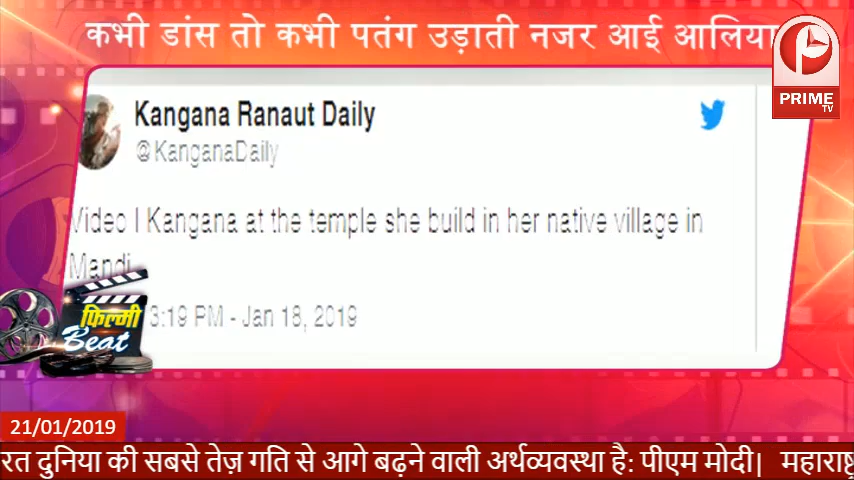 कभी डांस तो कभी पतंग उड़ाती नजर आई आलिया
PRIME
TV
Kangana Ranaut Daily
@KanganaDaily
Video I Kangana at the temple she build in her native village in
Mandi
3:19 PM - Jan 18, 2019
फिल्मी
Beat
21/01/2019
रत दुनिया की सबसे तेज़ गति से आगे बढ़ने वाली अर्थव्यवस्था है: पीएम मोदी| महाराष्ट्र